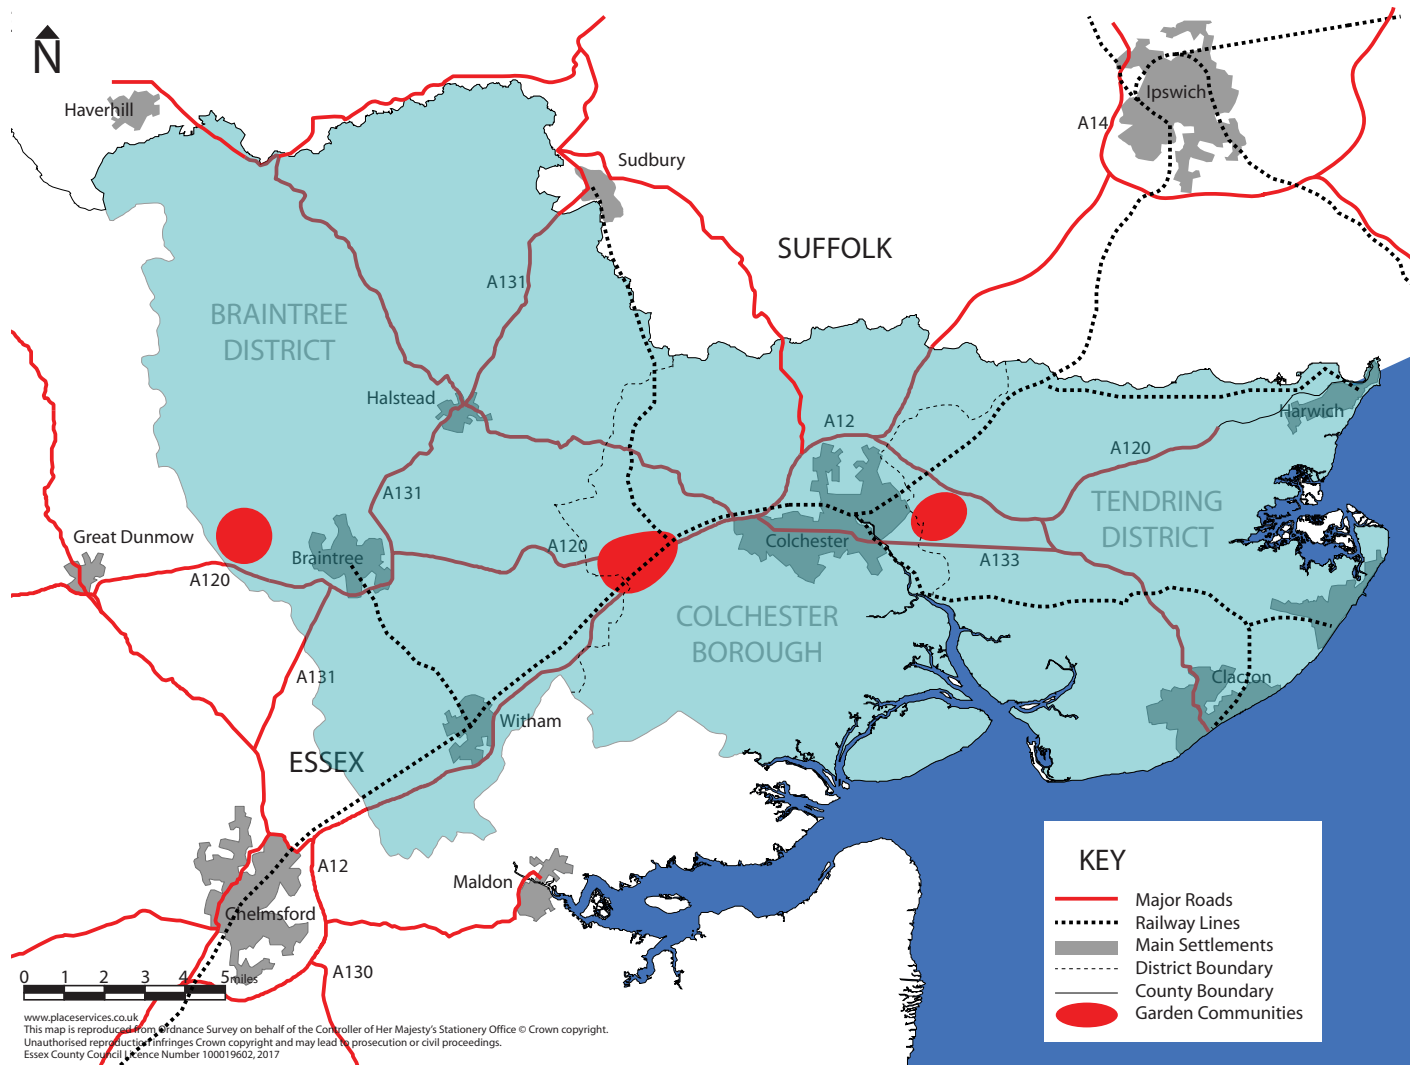 N
Haverhill
Sudbury
Ipswich
A14
SUFFOLK
A131
BRAINTREE
DISTRICT
Halstead
A12
Harwich
A120
A131
TENDRING
DISTRICT
Great Dunmow
Braintree
A120
Colchester
A133
A120
COLCHESTER
BOROUGH
A131
Clacton
Witham
ESSEX
A12
Maldon
Chelmsford
A130
0 1 2 3 4 5 miles
KEY
Major Roads
Railway Lines
Main Settlements
District Boundary
County Boundary
Garden Communities
www.placeservices.co.uk
This map is reproduced from Ordnance Survey on behalf of the Controller of Her Majesty's Stationery Office © Crown copyright.
Unauthorised reproduction infringes Crown copyright and may lead to prosecution or civil proceedings.
Essex County Council Licence Number 100019602, 2017